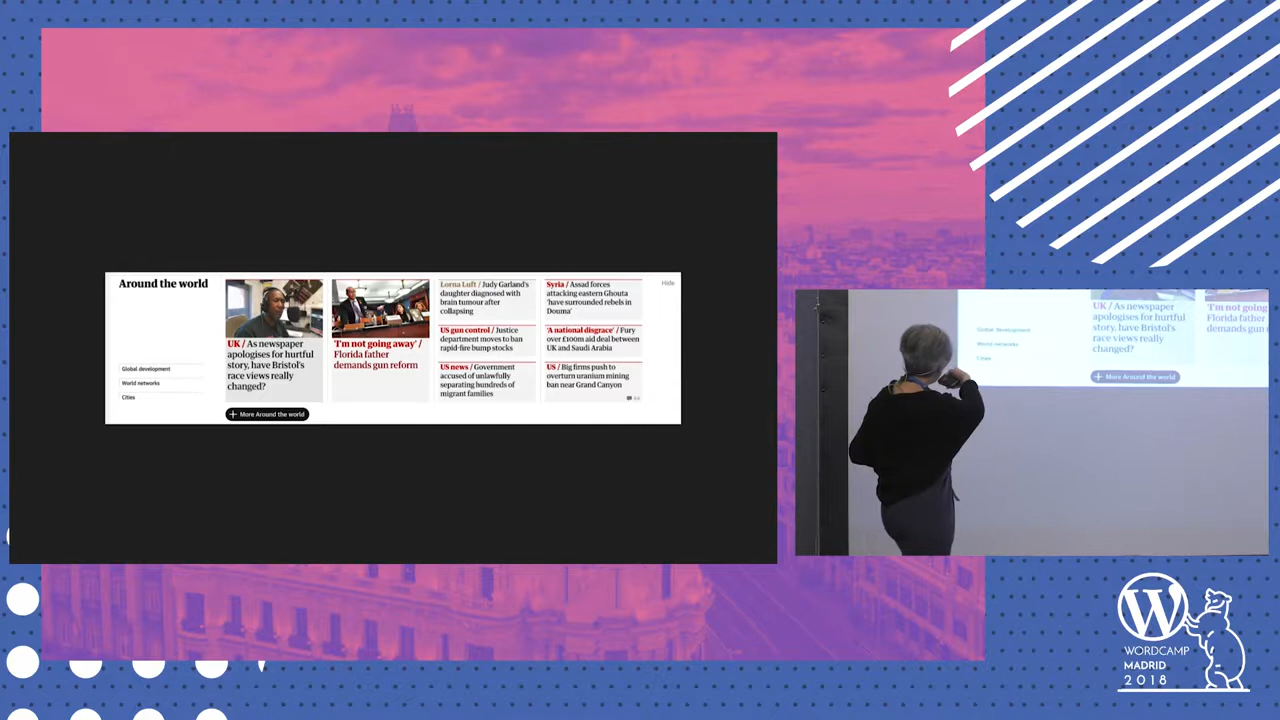 Around the world
Global development
World networks
Cities
UK / As newspaper
apologises for hurtful
story, have Bristol's
race views really
changed?
+ More Around the world
'I'm not going away' /
Florida father
demands gun reform
Lorna Luft / Judy Garland's
daughter diagnosed with
brain tumour after
collapsing
US gun control / Justice
department moves to ban
rapid-fire bump stocks
US news / Government
accused of unlawfully
separating hundreds of
migrant families
Syria / Assad forces
attacking eastern Ghouta
'have surrounded rebels in
Douma'
'A national disgrace' / Fury
over £100m aid deal between
UK and Saudi Arabia
US / Big firms push to
overturn uranium mining
ban near Grand Canyon
Hide
Global development
World networks
Cities
UK / As newspaper
apologises for hurtful
story, have Bristol's
race views really
changed?
+ More Around the world
'I'm not going
demands gun
WORDCAMP
MADRID
2018